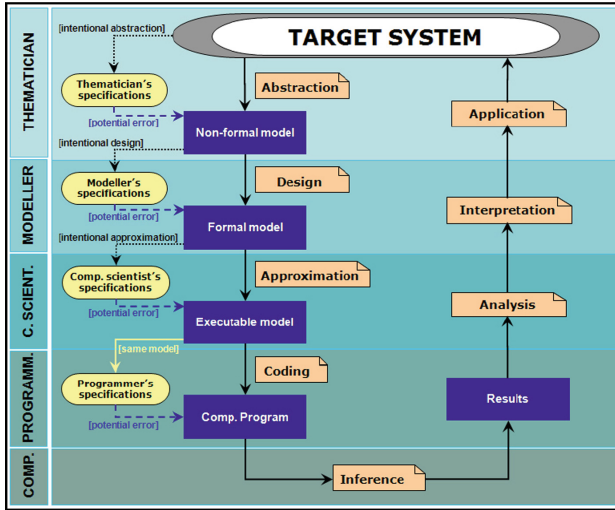 THEMATICIAN
[intentional abstraction]
TARGET SYSTEM
Thematician's
specifications
Abstraction
[potential error]
Non-formal model
Application
[intentional design]
MODELLER
Modeller's
specifications
Design
[potential error]
Formal model
Interpretation
[intentional approximation]
C. SCIENT.
Comp. scientist's
specifications
Approximation
[potential error]
Executable model
Analysis
[same model]
PROGRAMM.
Programmer's
specifications
Coding
[potential error]
Comp. Program
Results
COMP.
Inference